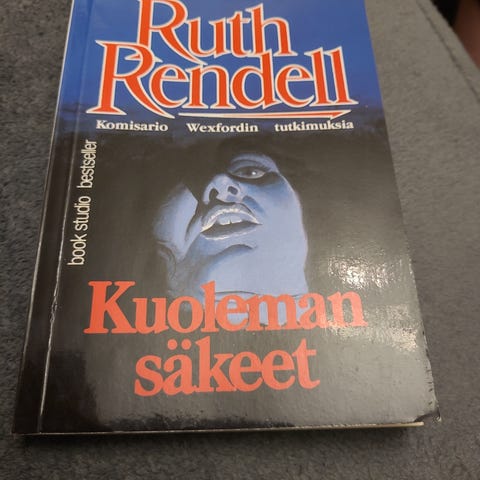 Ruth
Rendell
Komisario Wexfordin tutkimuksia
book studio bestseller
Kuoleman
säkeet